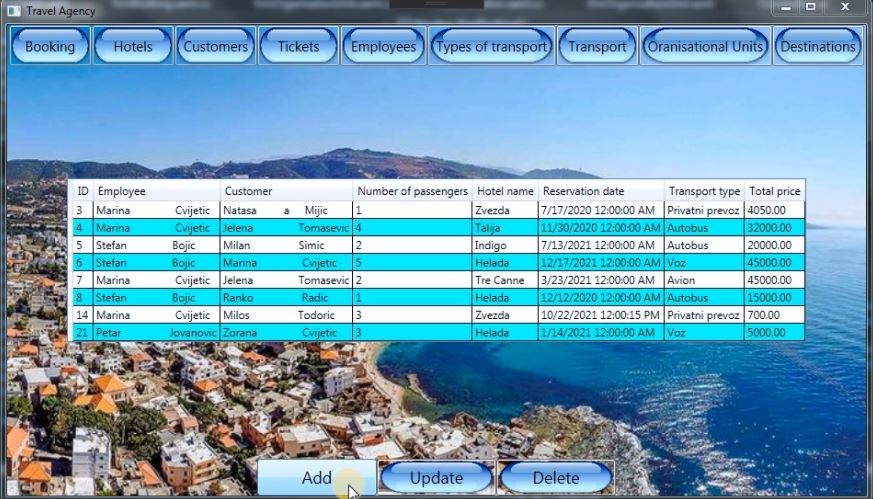 Travel Agency
Booking Hotels Customers Tickets Employees Types of transport Transport Oranisational Units Destinations
ID Employee Customer Number of passengers Hotel name Reservation date Transport type Total price
3 Marina Cvijetic Natasa a Mijic 1 Zvezda 7/17/2020 12:00:00 AM Privatni prevoz 4050.00
4 Marina Cvijetic Jelena Tomasevic 4 Talija 11/30/2020 12:00:00 AM Autobus 32000.00
5 Stefan Bojic Milan Simic 2 Indigo 7/13/2021 12:00:00 AM Autobus 20000.00
6 Stefan Bojic Marina Cvijetic 5 Helada 12/17/2021 12:00:00 AM Voz 45000.00
7 Marina Cvijetic Jelena Tomasevic 2 Tre Canne 3/23/2021 12:00:00 AM Avion 45000.00
8 Stefan Bojic Ranko Radic 1 Helada 12/12/2020 12:00:00 AM Autobus 15000.00
14 Marina Cvijetic Milos Todoric 3 Zvezda 10/22/2021 12:00:15 PM Privatni prevoz 700.00
21 Petar Jovanovic Zorana Cvijetic 3 Helada 1/14/2021 12:00:00 AM Voz 5000.00
Add Update Delete